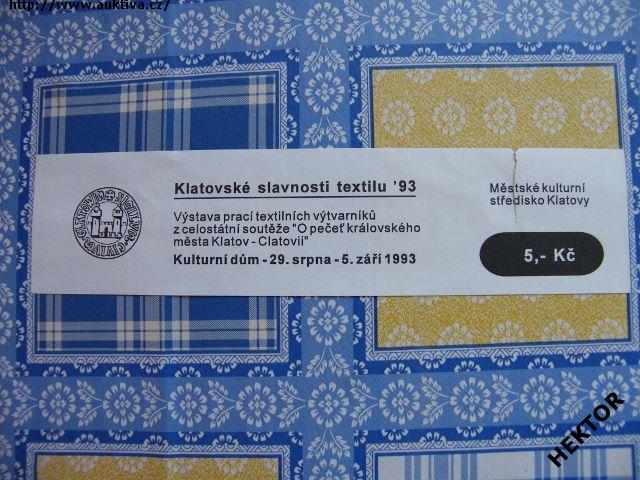 http://www.auktiva.cz/
Klatovské slavnosti textilu '93
Výstava prací textilních výtvarníků
z celostátní soutěže "O pečeť královského
města Klatov - Clatovii"
Kulturní dům - 29. srpna - 5. září 1993
Městské kulturní
středisko Klatovy
5,- Kč
HEKTOR